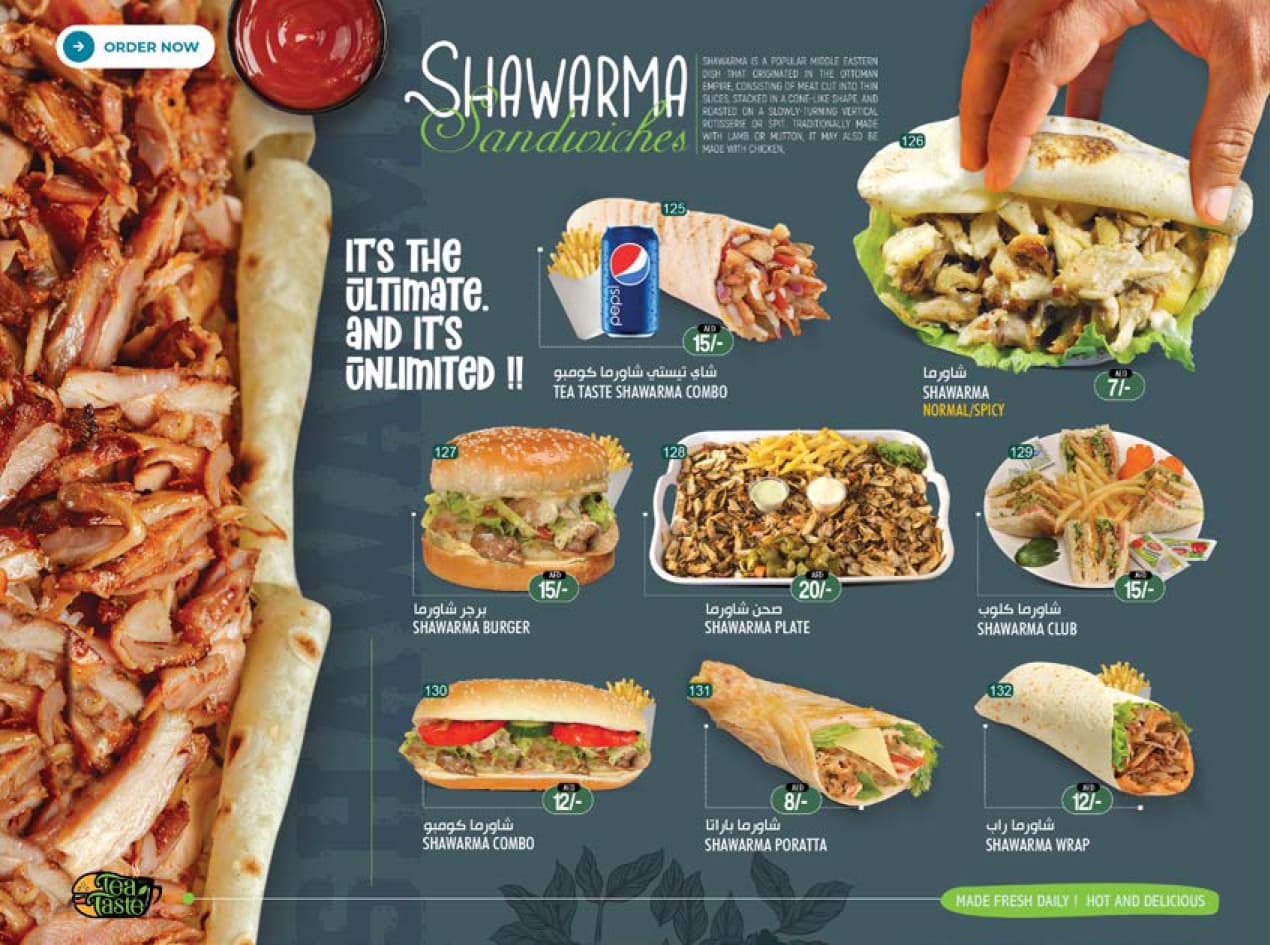 ORDER NOW
SHAWARMA
Sandwiches
SHAWARMA IS A POPULAR MIDDLE EASTERN
DISH THAT ORIGINATED IN THE OTTOMAN
EMPIRE, CONSISTING OF MEAT CUT INTO THIN
SLICES, STACKED IN A CONE-LIKE SHAPE, AND
ROASTED ON A SLOWLY-TURNING VERTICAL
ROTISSERIE OR SPIT. TRADITIONALLY MADE
WITH LAMB OR MUTTON, IT MAY ALSO BE
MADE WITH CHICKEN.
IT'S THE
ULTIMATE.
AND IT'S
UNLIMITED !!
125
pepsi
AED
15/-
شاي تيستي شاورما كومبو
TEA TASTE SHAWARMA COMBO
126
AED
7/-
شاورما
SHAWARMA
NORMAL/SPICY
127
AED
15/-
برجر شاورما
SHAWARMA BURGER
128
AED
20/-
صحن شاورما
SHAWARMA PLATE
129
AED
15/-
شاورما كلوب
SHAWARMA CLUB
130
AED
12/-
شاورما كومبو
SHAWARMA COMBO
131
AED
8/-
شاورما باراتا
SHAWARMA PORATTA
132
AED
12/-
شاورما راب
SHAWARMA WRAP
SHAWARMA
Tea
Taste
MADE FRESH DAILY ! HOT AND DELICIOUS